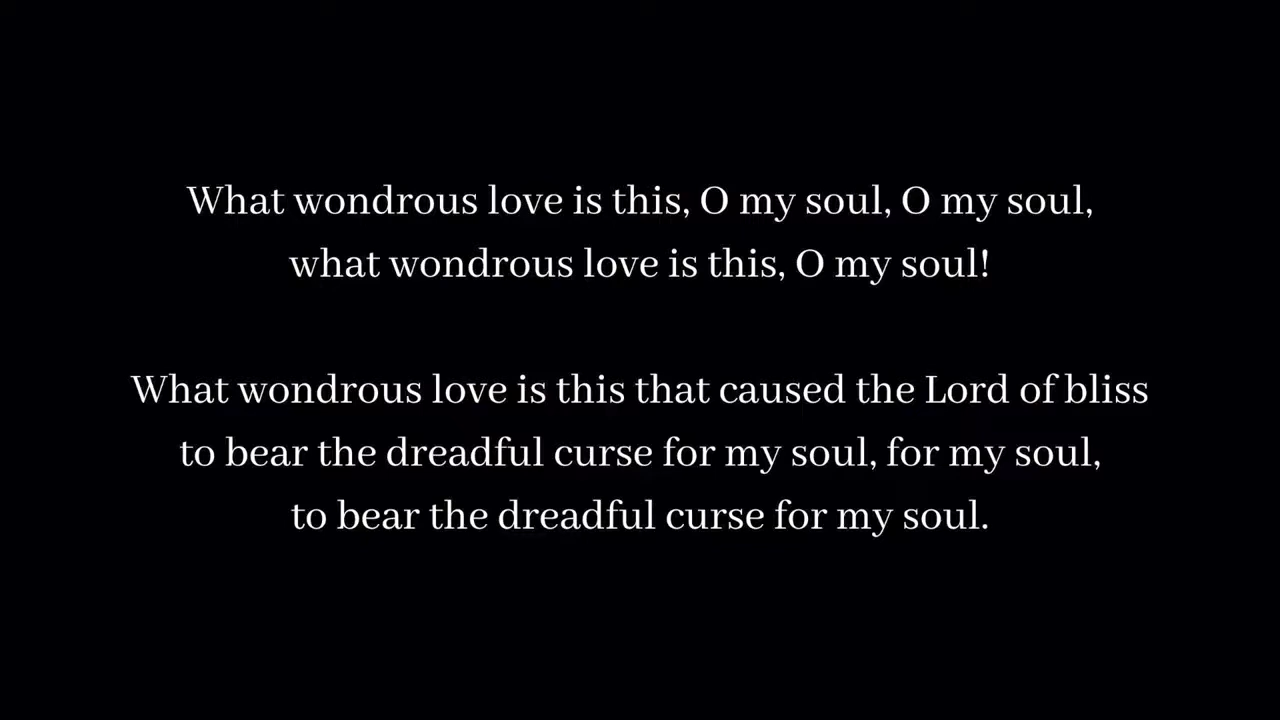 What wondrous love is this, O my soul, O my soul,
what wondrous love is this, O my soul!
What wondrous love is this that caused the Lord of bliss
to bear the dreadful curse for my soul, for my soul,
to bear the dreadful curse for my soul.